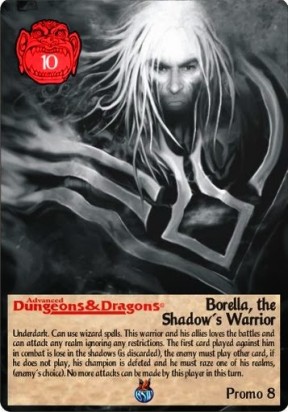 10
Advanced
Dungeons&Dragons®
Borella, the
Shadow´s Warrior
Underdark. Can use wizard spells. This warrior and his allies loves the battles and
can attack any realm ignoring any restrictions. The first card played against him
in combat is lose in the shadows (is discarded), the enemy must play other card, if
he does not play, his champion is defeated and he must raze one of his realms,
(enemy's choice). No more attacks can be made by this player in this turn.
Promo 8